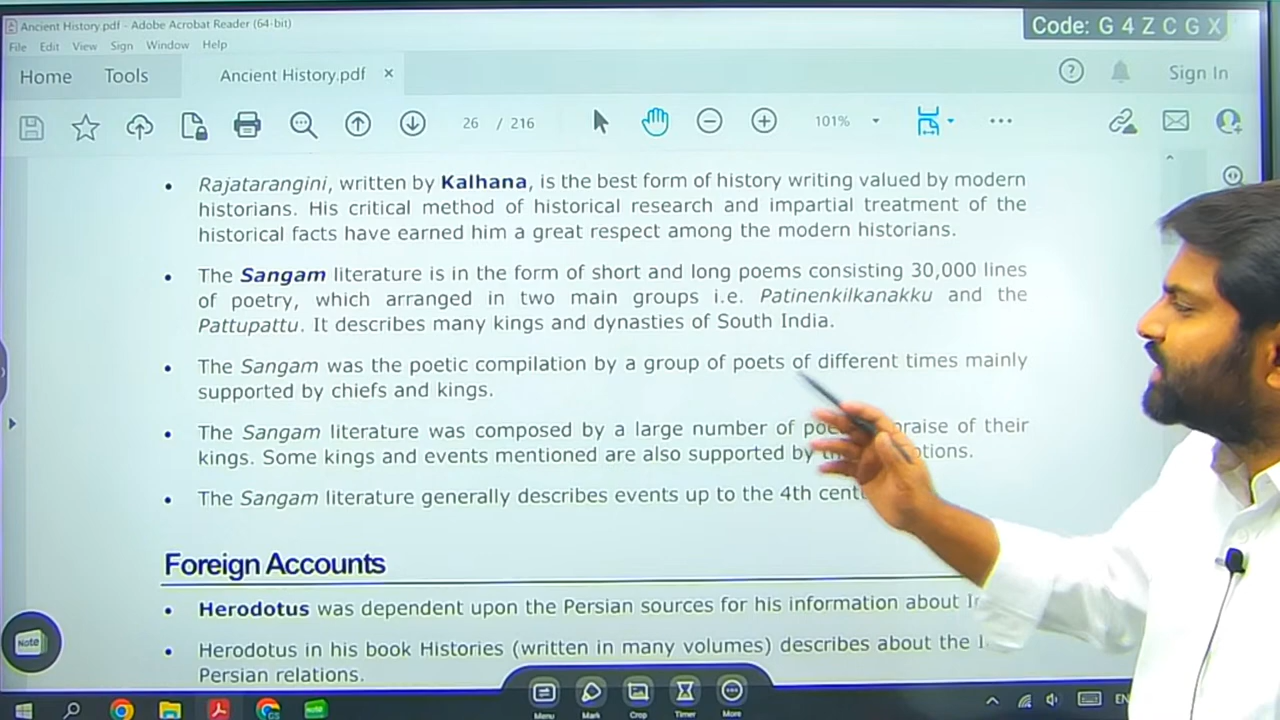 Ancient History.pdf - Adobe Acrobat Reader (64-bit)
Code: G 4 Z C G X
File Edit View Sign Window Help
Home Tools Ancient History.pdf × Sign In
26 / 216 101%
• Rajatarangini, written by Kalhana, is the best form of history writing valued by modern
historians. His critical method of historical research and impartial treatment of the
historical facts have earned him a great respect among the modern historians.
• The Sangam literature is in the form of short and long poems consisting 30,000 lines
of poetry, which arranged in two main groups i.e. Patinenkilkanakku and the
Pattupattu. It describes many kings and dynasties of South India.
• The Sangam was the poetic compilation by a group of poets of different times mainly
supported by chiefs and kings.
• The Sangam literature was composed by a large number of praise of their
kings. Some kings and events mentioned are also supported by
• The Sangam literature generally describes events up to the 4th
Foreign Accounts
• Herodotus was dependent upon the Persian sources for his information about
• Herodotus in his book Histories (written in many volumes) describes about the
Persian relations.
Note
Menu Mark Crop Timer More
EN